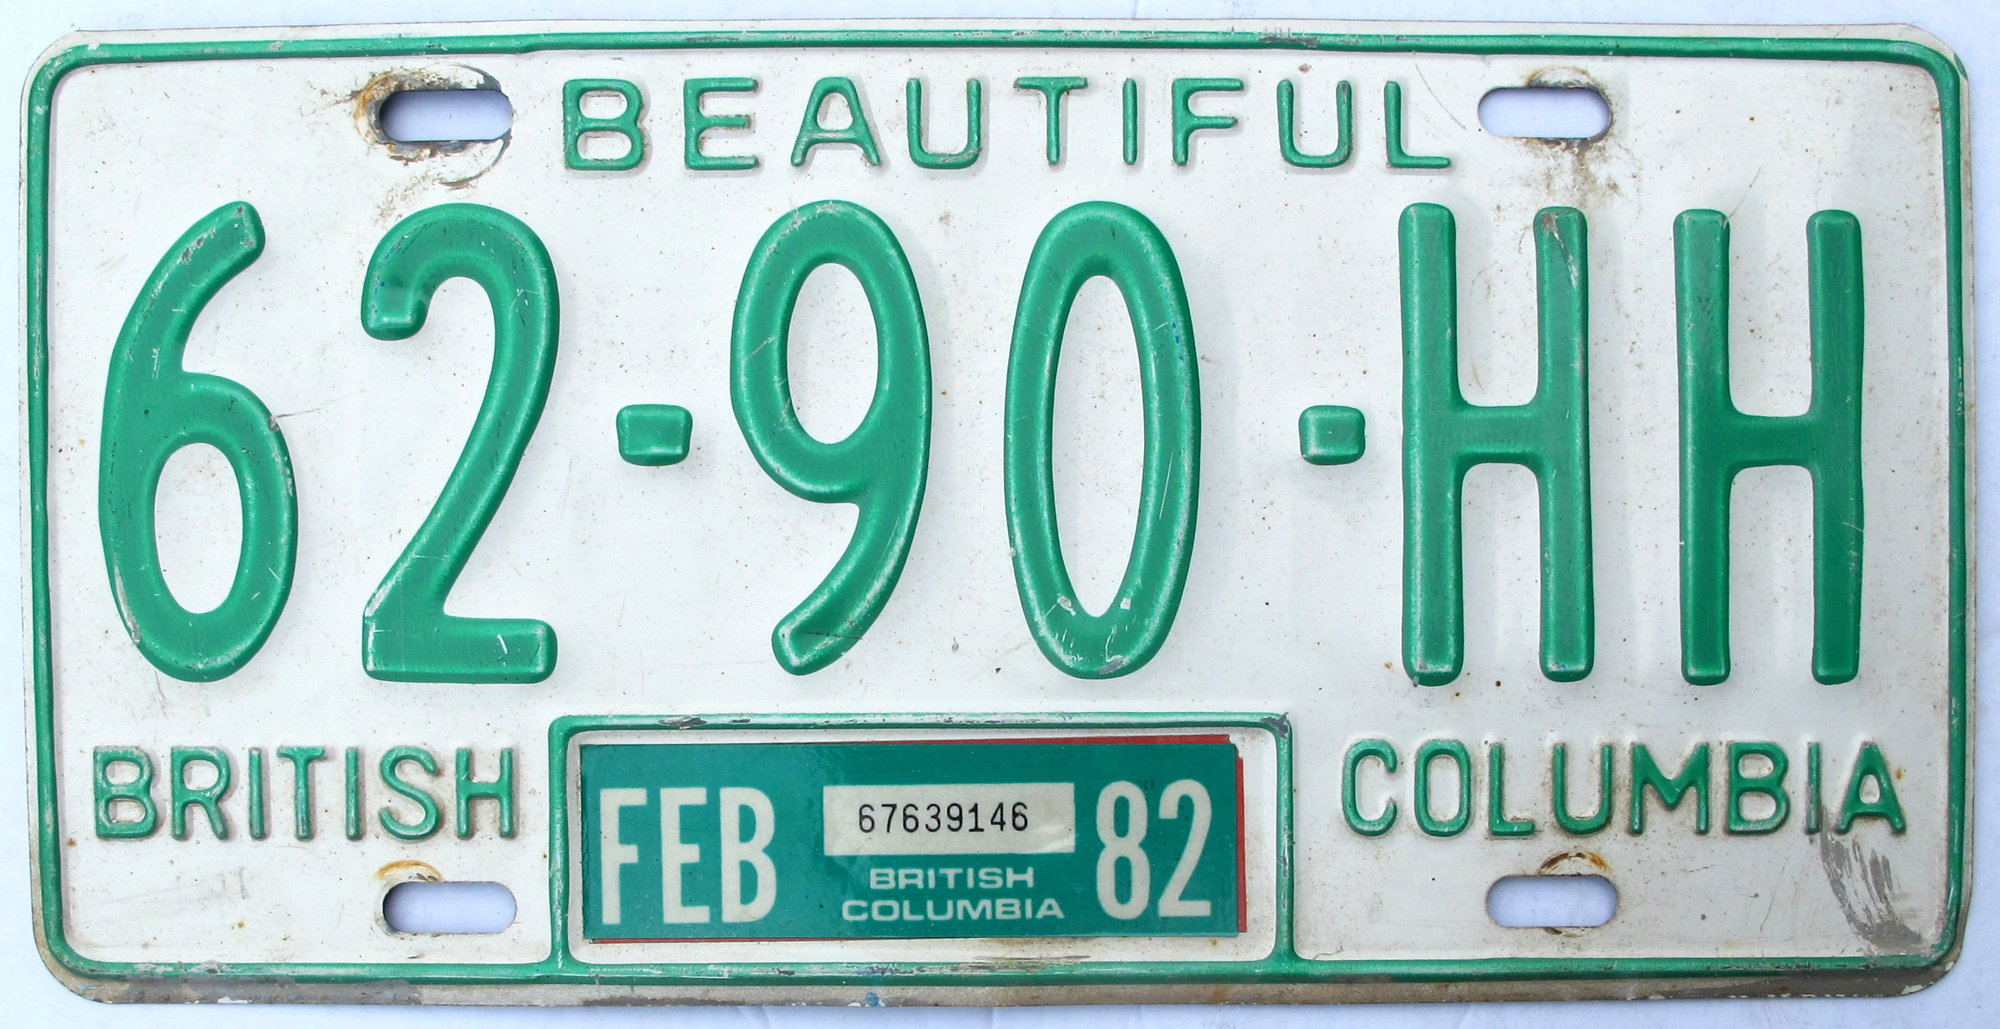 BEAUTIFUL
62-90-HH
BRITISH
FEB 67639146 82
BRITISH
COLUMBIA
COLUMBIA